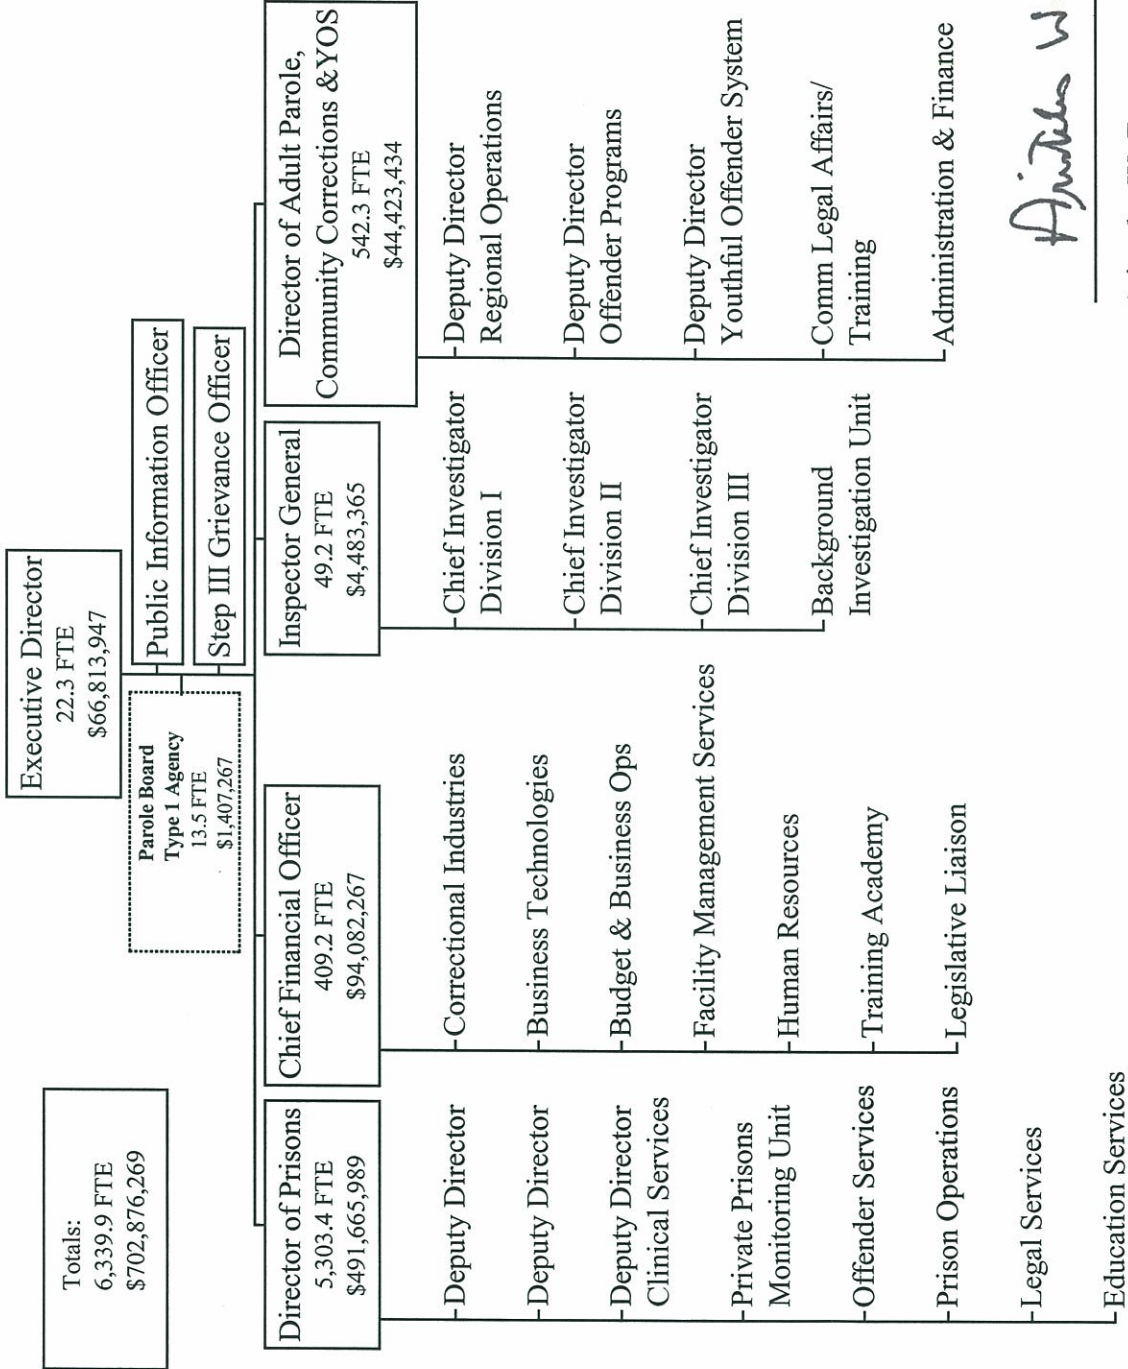 Totals:
6,339.9 FTE
$702,876,269
Executive Director
22.3 FTE
$66,813,947
Parole Board
Type 1 Agency
13.5 FTE
$1,407,267
Public Information Officer
Step III Grievance Officer
Director of Prisons
5,303.4 FTE
$491,665,989
Deputy Director
Deputy Director
Deputy Director
Clinical Services
Private Prisons
Monitoring Unit
Offender Services
Prison Operations
Legal Services
Education Services
Chief Financial Officer
409.2 FTE
$94,082,267
Correctional Industries
Business Technologies
Budget & Business Ops
Facility Management Services
Human Resources
Training Academy
Legislative Liaison
Inspector General
49.2 FTE
$4,483,365
Chief Investigator
Division I
Chief Investigator
Division II
Chief Investigator
Division III
Background
Investigation Unit
Director of Adult Parole,
Community Corrections &YOS
542.3 FTE
$44,423,434
Deputy Director
Regional Operations
Deputy Director
Offender Programs
Deputy Director
Youthful Offender System
Comm Legal Affairs/
Training
Administration & Finance